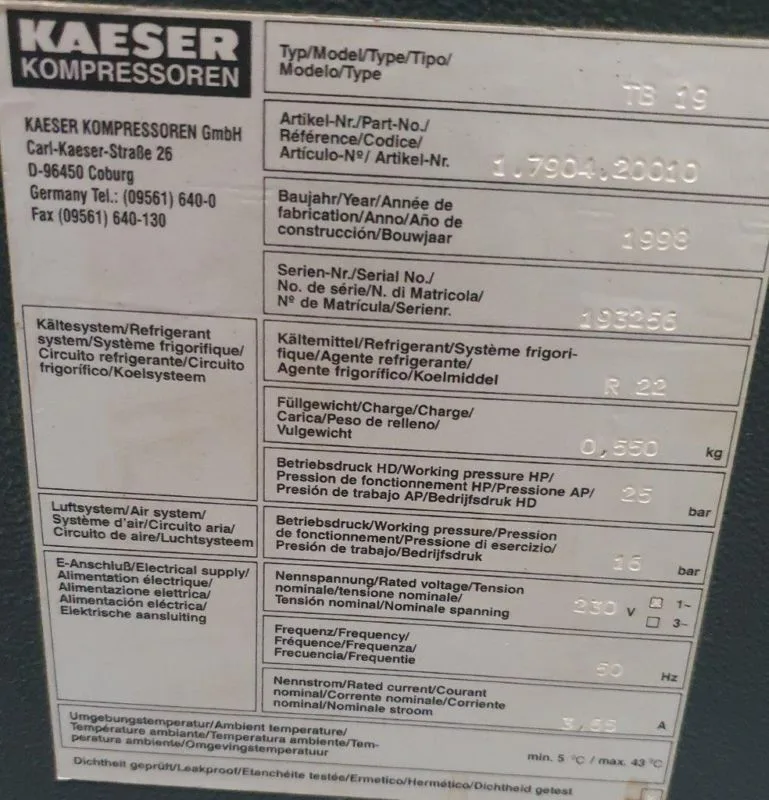 KAESER
KOMPRESSOREN
KAESER KOMPRESSOREN GmbH
Carl-Kaeser-Straße 26
D-96450 Coburg
Germany Tel.: (09561) 640-0
Fax (09561) 640-130
Typ/Model/Type/Tipo/
Modelo/Type
TB 19
Artikel-Nr./Part-No./
Référence/Codice/
Artículo-Nº/ Artikel-Nr.
1.7904.20010
Baujahr/Year/Année de
fabrication/Anno/Año de
construcción/Bouwjaar
1998
Serien-Nr./Serial No./
No. de série/N. di Matricola/
Nº de Matrícula/Serienr.
193256
Kältesystem/Refrigerant
system/Système frigorifique/
Circuito refrigerante/Circuito
frigorífico/Koelsysteem
Kältemittel/Refrigerant/Système frigori-
fique/Agente refrigerante/
Agente frigorífico/Koelmiddel
R 22
Füllgewicht/Charge/Charge/
Carica/Peso de relleno/
Vulgewicht
0,550 kg
Betriebsdruck HD/Working pressure HP/
Pression de fonctionnement HP/Pressione AP/
Presión de trabajo AP/Bedrijfsdruk HD
25 bar
Luftsystem/Air system/
Système d'air/Circuito aria/
Circuito de aire/Luchtsysteem
Betriebsdruck/Working pressure/Pression
de fonctionnement/Pressione di esercizio/
Presión de trabajo/Bedrijfsdruk
16 bar
E-Anschluß/Electrical supply/
Alimentation électrique/
Alimentazione elettrica/
Alimentación eléctrica/
Elektrische aansluiting
Nennspannung/Rated voltage/Tension
nominale/tensione nominale/
Tensión nominal/Nominale spanning
230 V
1~
3~
Frequenz/Frequency/
Fréquence/Frequenza/
Frecuencia/Frequentie
50 Hz
Nennstrom/Rated current/Courant
nominal/Corrente nominale/Corriente
nominal/Nominale stroom
A
Umgebungstemperatur/Ambient temperature/
Température ambiante/Temperatura ambiente/Tem-
peratura ambiente/Omgevingstemperatuur
min. 5 °C / max. 43 °C
Dichtheit geprüft/Leakproof/Etanchéite testée/Ermetico/Hermético/Dichtheid getest